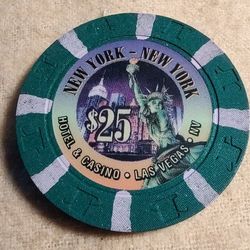 NEW YORK - NEW YORK
$25
HOTEL & CASINO • LAS VEGAS NV